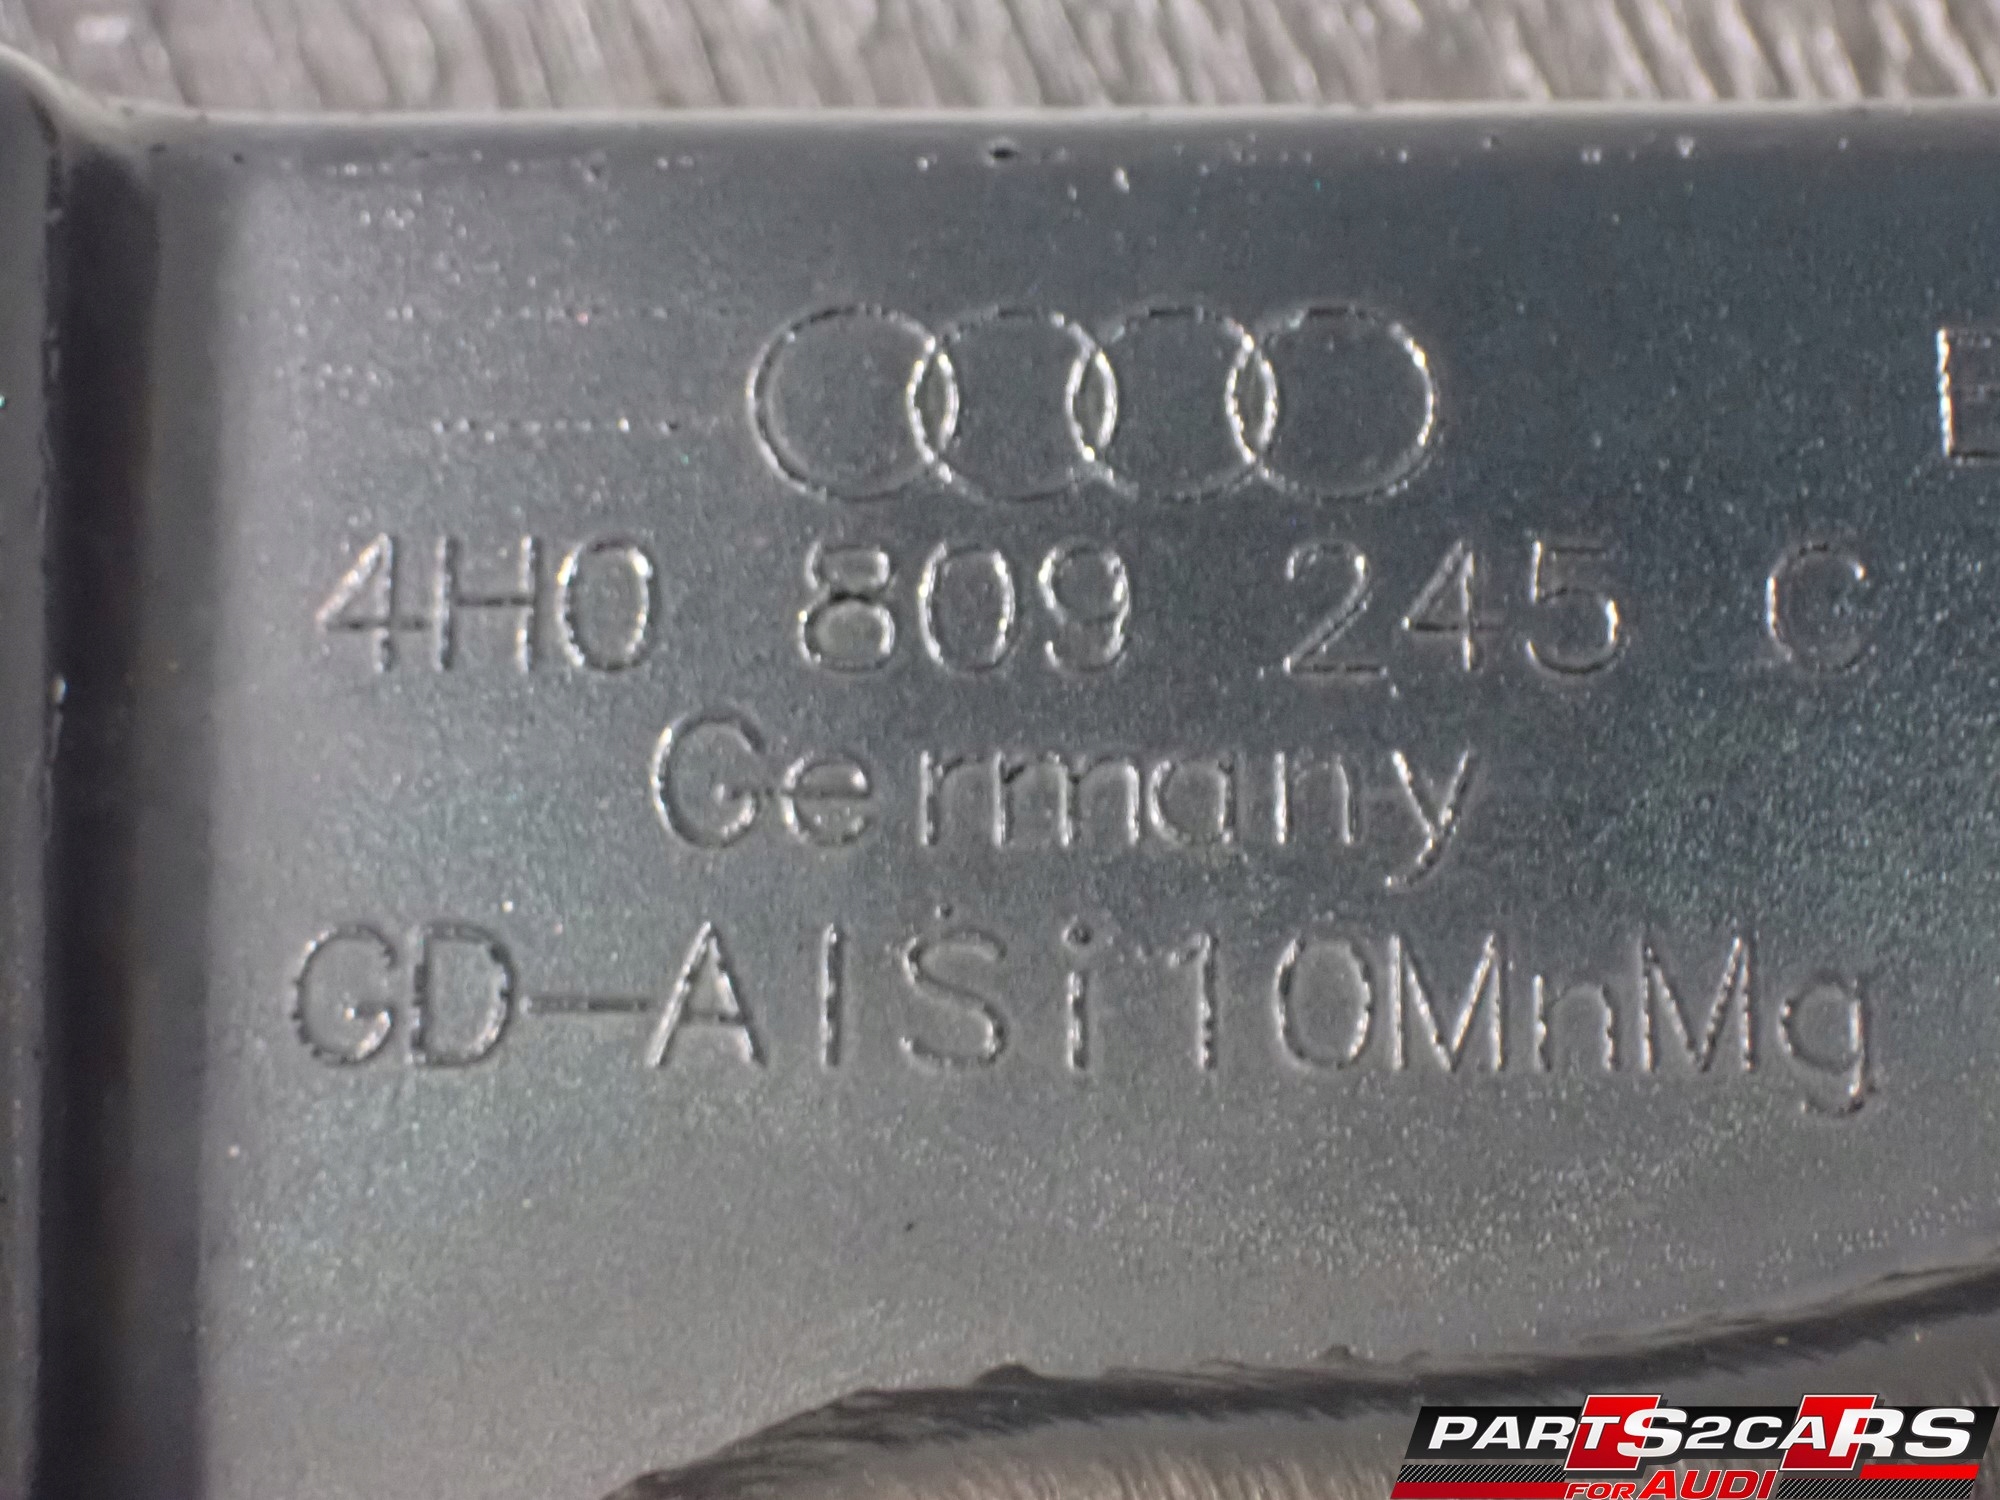 4H0 809 245 C
Germany
GD-AlSi10MnMg
PARTS2CARS
FOR AUDI